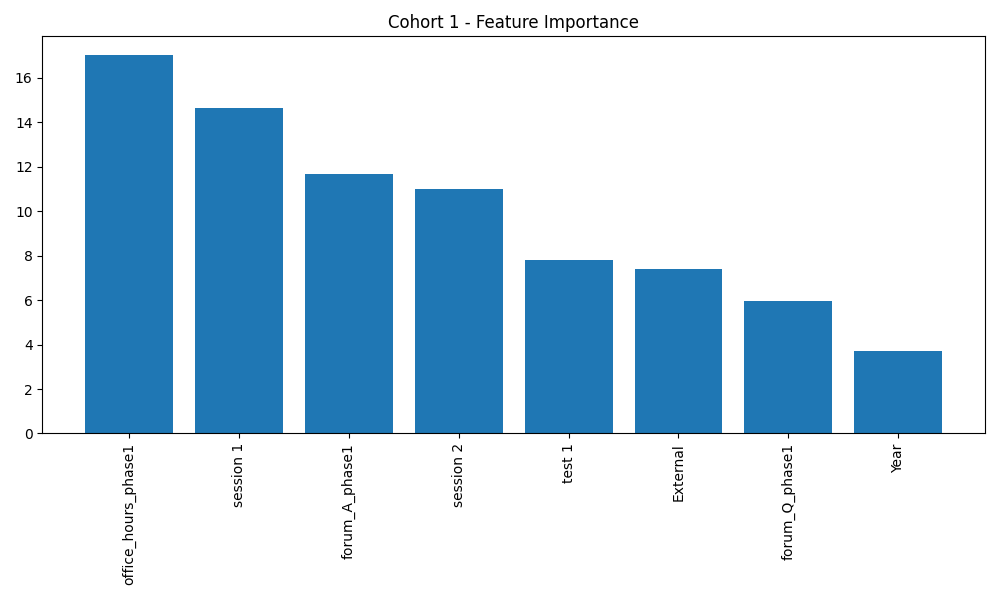 Cohort 1 - Feature Importance
16
14
12
10
8
6
4
2
0
office_hours_phase1
session 1
forum_A_phase1
session 2
test 1
External
forum_Q_phase1
Year